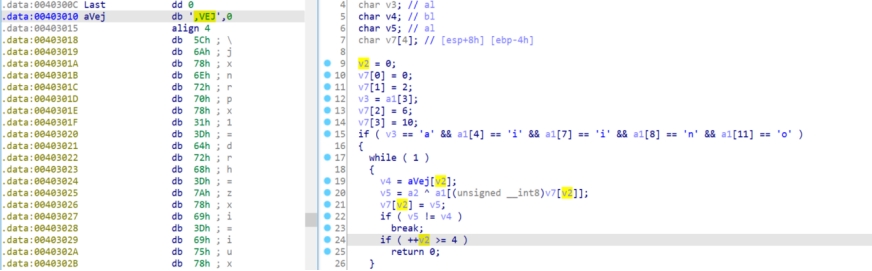 .data:0040300C Last dd 0
.data:00403010 aVej db ',VEJ',0
.data:00403015 align 4
.data:00403018 db 5Ch ; \
.data:00403019 db 6Ah ; j
.data:0040301A db 78h ; x
.data:0040301B db 6Eh ; n
.data:0040301C db 72h ; r
.data:0040301D db 70h ; p
.data:0040301E db 78h ; x
.data:0040301F db 31h ; 1
.data:00403020 db 3Dh ; =
.data:00403021 db 64h ; d
.data:00403022 db 72h ; r
.data:00403023 db 68h ; h
.data:00403024 db 3Dh ; =
.data:00403025 db 7Ah ; z
.data:00403026 db 78h ; x
.data:00403027 db 69h ; i
.data:00403028 db 3Dh ; =
.data:00403029 db 69h ; i
.data:0040302A db 75h ; u
.data:0040302B db 78h ; x
4 char v3; // al
5 char v4; // bl
6 char v5; // al
7 char v7[4]; // [esp+8h] [ebp-4h]
8
9 v2 = 0;
10 v7[0] = 0;
11 v7[1] = 2;
12 v3 = a1[3];
13 v7[2] = 6;
14 v7[3] = 10;
15 if ( v3 == 'a' && a1[4] == 'i' && a1[7] == 'i' && a1[8] == 'n' && a1[11] == 'o' )
16 {
17 while ( 1 )
18 {
19 v4 = aVej[v2];
20 v5 = a2 ^ a1[(unsigned __int8)v7[v2]];
21 v7[v2] = v5;
22 if ( v5 != v4 )
23 break;
24 if ( ++v2 >= 4 )
25 return 0;
26 }